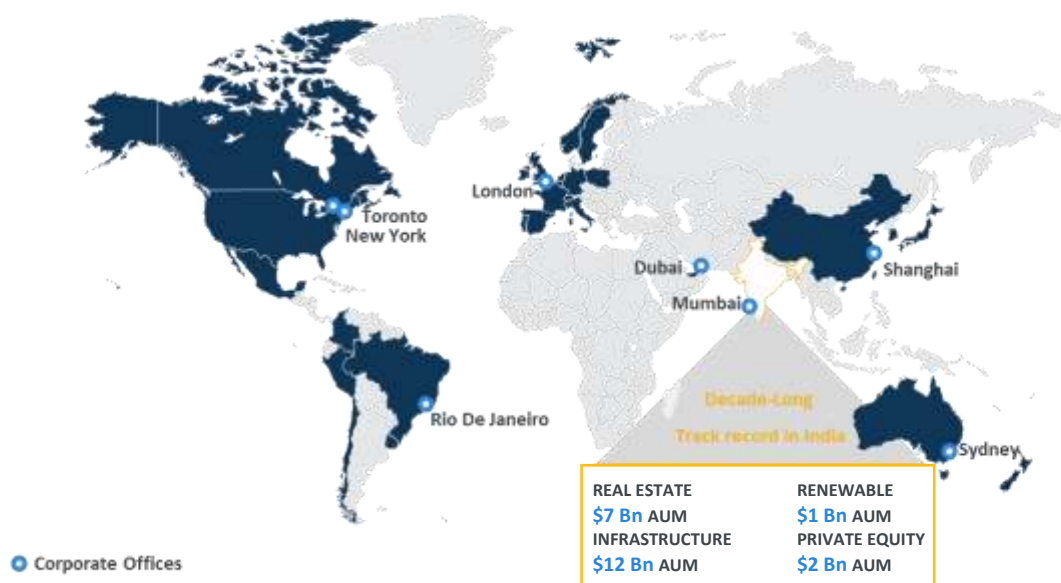 London
Toronto
New York
Dubai
Shanghai
Mumbai
Rio De Janeiro
Decade-Long
Track record in India
Sydney
REAL ESTATE
$7 Bn AUM
RENEWABLE
$1 Bn AUM
INFRASTRUCTURE
$12 Bn AUM
PRIVATE EQUITY
$2 Bn AUM
Corporate Offices